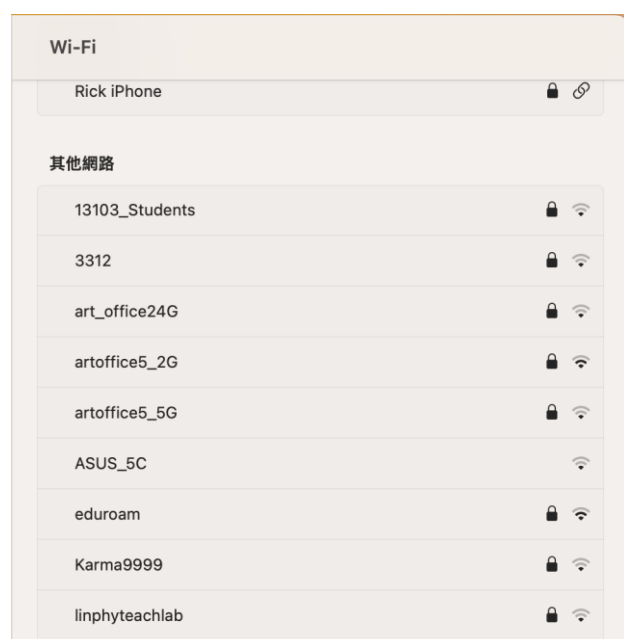 Wi-Fi
Rick iPhone
其他網路
13103_Students
3312
art_office24G
artoffice5_2G
artoffice5_5G
ASUS_5C
eduroam
Karma9999
linphyteachlab